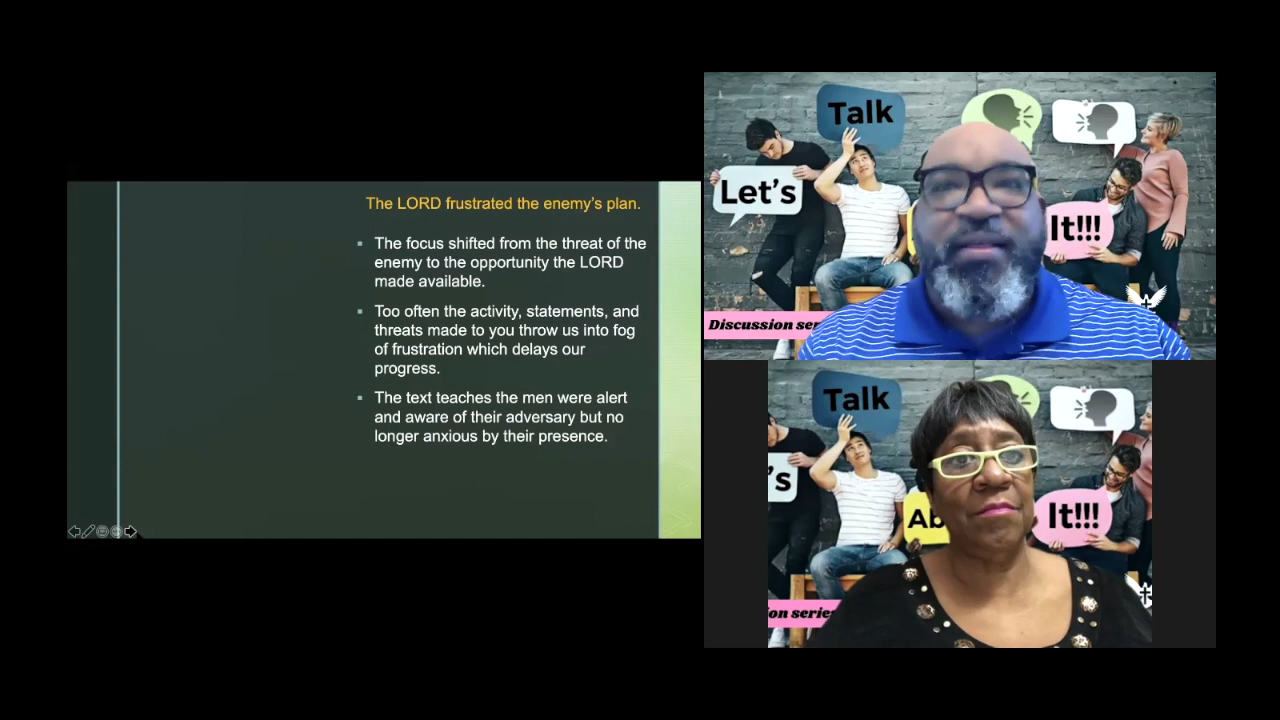 The LORD frustrated the enemy's plan.
The focus shifted from the threat of the
enemy to the opportunity the LORD
made available.
Too often the activity, statements, and
threats made to you throw us into fog
of frustration which delays our
progress.
The text teaches the men were alert
and aware of their adversary but no
longer anxious by their presence.
Talk
Let's
It!!!
Discussion ser
Talk
's
Ab
It!!!
ion series